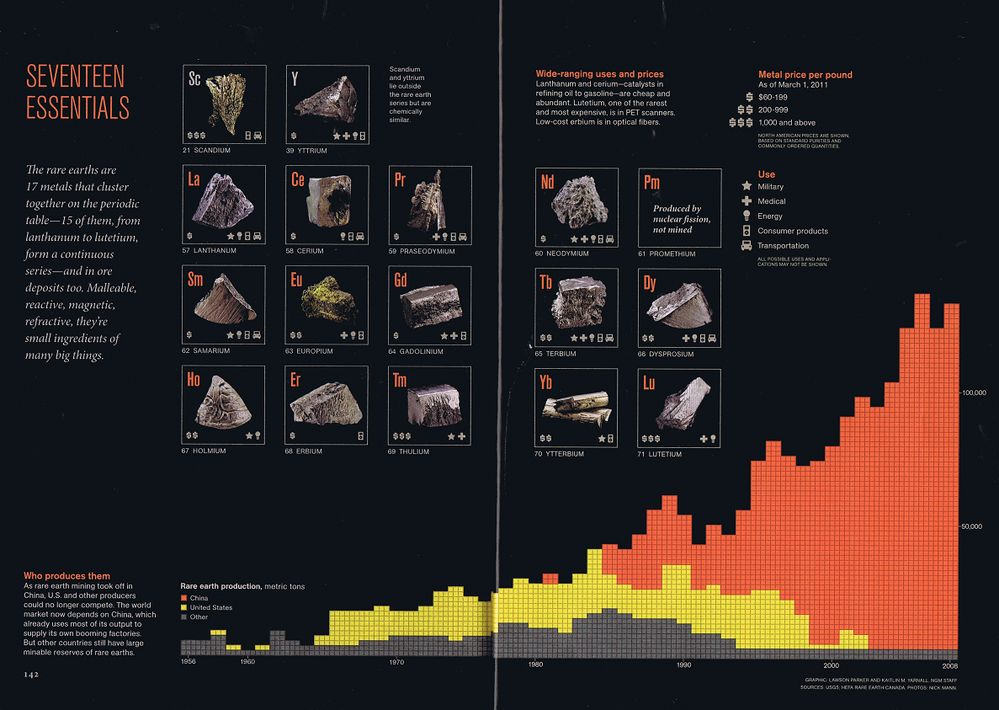 SEVENTEEN
ESSENTIALS
The rare earths are
17 metals that cluster
together on the periodic
table—15 of them, from
lanthanum to lutetium,
form a continuous
series—and in ore
deposits too. Malleable,
reactive, magnetic,
refractive, they're
small ingredients of
many big things.
Sc
$$$
21 SCANDIUM
Y
$
39 YTTRIUM
Scandium
and yttrium
lie outside
the rare earth
series but are
chemically
similar.
La
$
57 LANTHANUM
Ce
$
58 CERIUM
Pr
$
59 PRASEODYMIUM
Sm
$
62 SAMARIUM
Eu
$$
63 EUROPIUM
Gd
$
64 GADOLINIUM
Ho
$$
67 HOLMIUM
Er
$
68 ERBIUM
Tm
$$$
69 THULIUM
Wide-ranging uses and prices
Lanthanum and cerium—catalysts in
refining oil to gasoline—are cheap and
abundant. Lutetium, one of the rarest
and most expensive, is in PET scanners.
Low-cost erbium is in optical fibers.
Metal price per pound
As of March 1, 2011
$ $60-199
$$ 200-999
$$$ 1,000 and above
NORTH AMERICAN PRICES ARE SHOWN,
BASED ON STANDARD PURITIES AND
COMMONLY ORDERED QUANTITIES.
Use
Military
Medical
Energy
Consumer products
Transportation
ALL POSSIBLE USES AND APPLI-
CATIONS MAY NOT BE SHOWN
Nd
$
60 NEODYMIUM
Pm
Produced by
nuclear fission,
not mined
61 PROMETHIUM
Tb
$$
65 TERBIUM
Dy
$$
66 DYSPROSIUM
Yb
$$
70 YTTERBIUM
Lu
$$$
71 LUTETIUM
Who produces them
As rare earth mining took off in
China, U.S. and other producers
could no longer compete. The world
market now depends on China, which
already uses most of its output to
supply its own booming factories.
But other countries still have large
minable reserves of rare earths.
Rare earth production, metric tons
China
United States
Other
100,000
50,000
1956
1960
1970
1980
1990
2000
2008
142
GRAPHIC: LAWSON PARKER AND KAITLIN M. YARNALL, NGM STAFF
SOURCES: USGS; HEFA RARE EARTH CANADA. PHOTOS: NICK MANN.